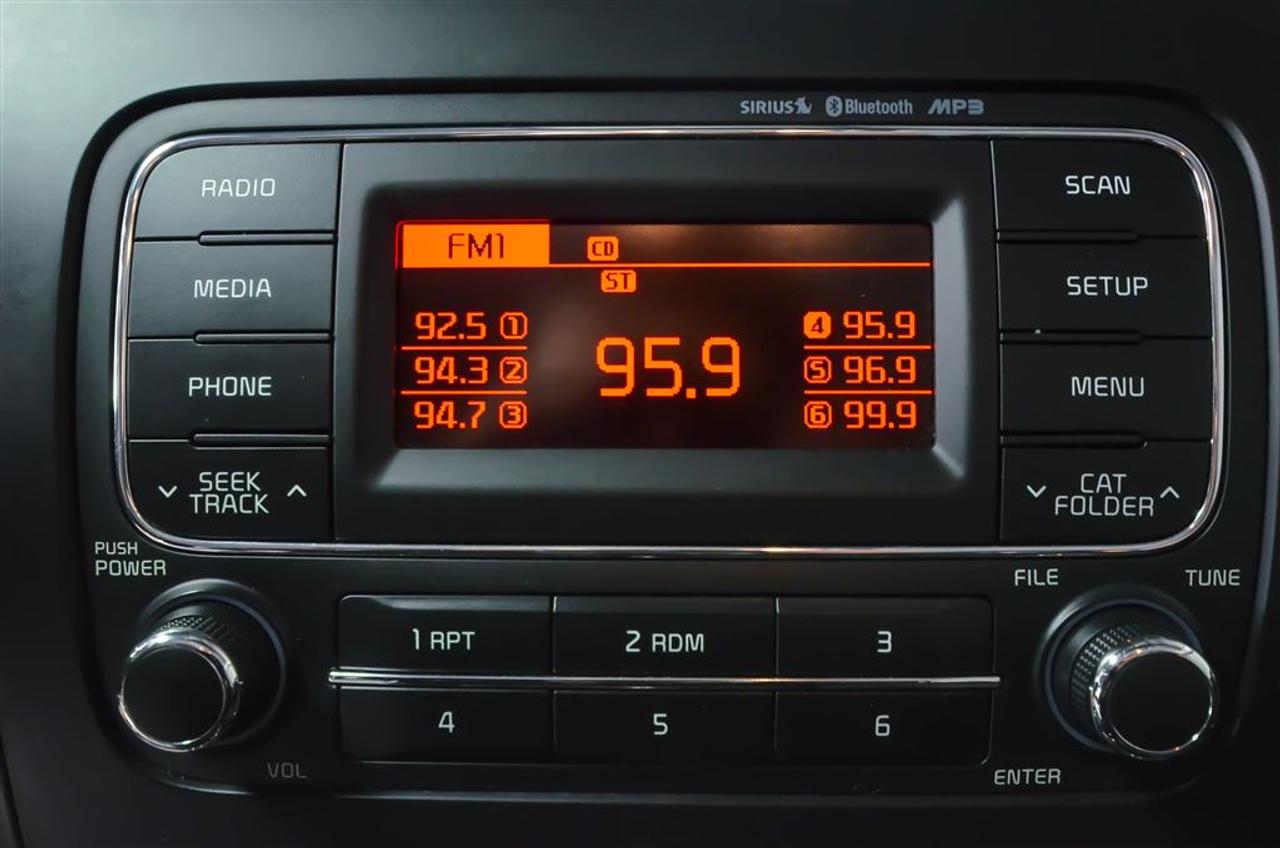 SIRIUS Bluetooth MP3
RADIO
MEDIA
PHONE
SEEK
TRACK
FM1
CD
ST
92.5 1
94.3 2
94.7 3
95.9
4 95.9
5 96.9
6 99.9
SCAN
SETUP
MENU
CAT
FOLDER
PUSH
POWER
VOL
1 RPT
2 RDM
3
4
5
6
FILE
TUNE
ENTER